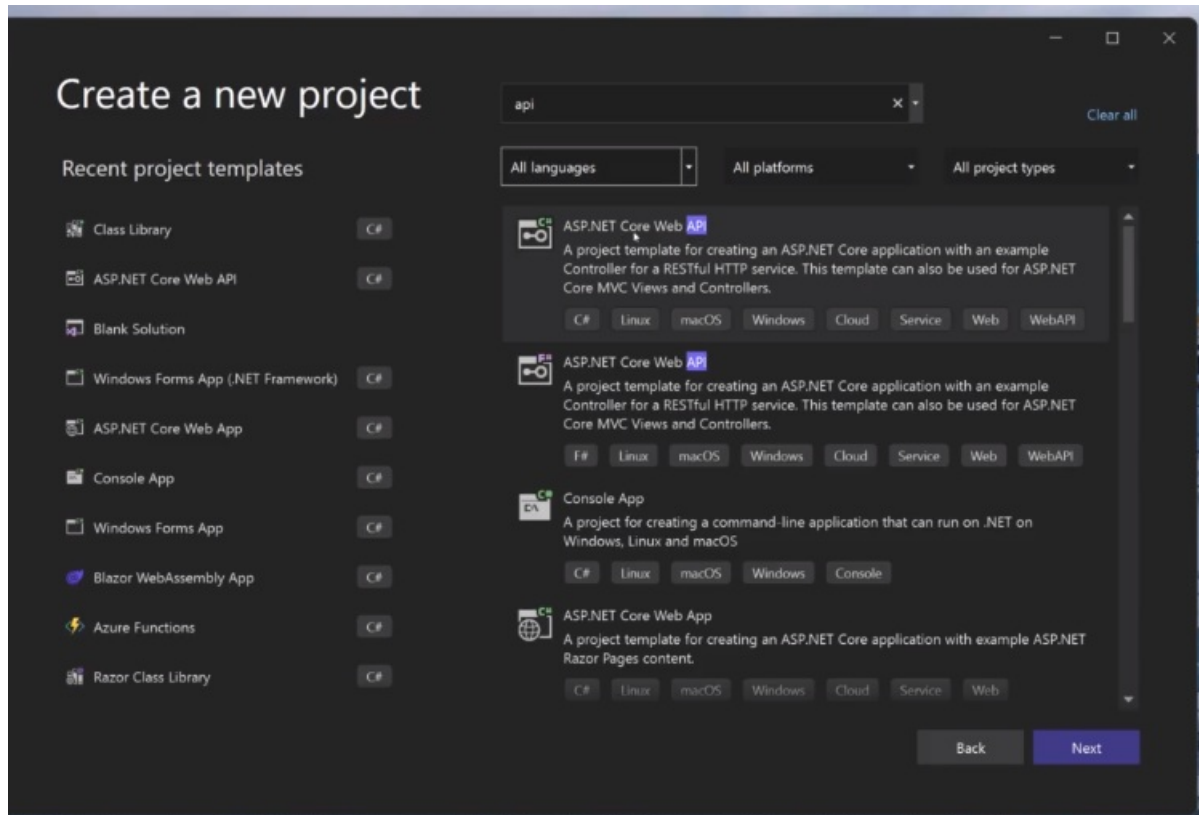 Create a new project
api
Clear all
All languages
All platforms
All project types
Recent project templates
Class Library
C#
ASP.NET Core Web API
C#
Blank Solution
Windows Forms App (.NET Framework)
C#
ASP.NET Core Web App
C#
Console App
C#
Windows Forms App
C#
Blazor WebAssembly App
C#
Azure Functions
C#
Razor Class Library
C#
C#
ASP.NET Core Web API
A project template for creating an ASP.NET Core application with an example
Controller for a RESTful HTTP service. This template can also be used for ASP.NET
Core MVC Views and Controllers.
C# Linux macOS Windows Cloud Service Web WebAPI
F#
ASP.NET Core Web API
A project template for creating an ASP.NET Core application with an example
Controller for a RESTful HTTP service. This template can also be used for ASP.NET
Core MVC Views and Controllers.
F# Linux macOS Windows Cloud Service Web WebAPI
C#
Console App
A project for creating a command-line application that can run on .NET on
Windows, Linux and macOS
C# Linux macOS Windows Console
C#
ASP.NET Core Web App
A project template for creating an ASP.NET Core application with example ASP.NET
Razor Pages content.
C# Linux macOS Windows Cloud Service Web
Back
Next